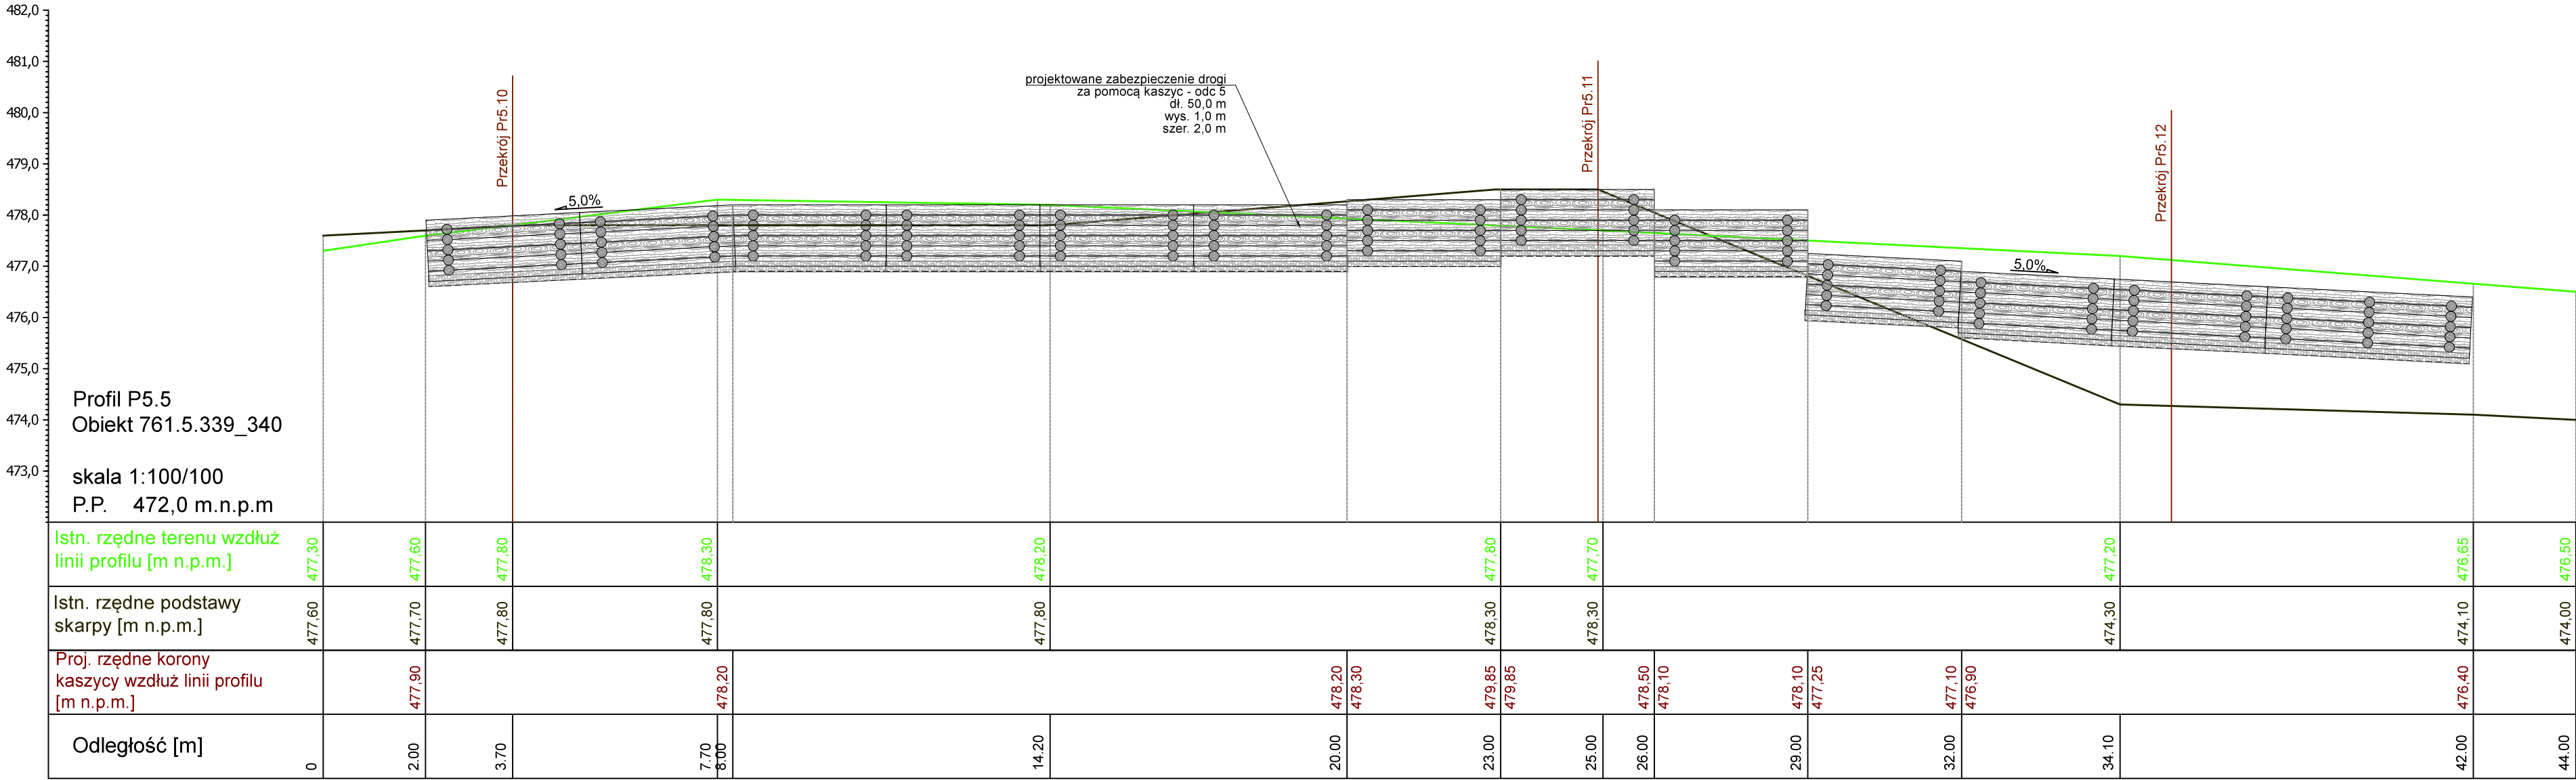 482,0
481,0
480,0
479,0
478,0
477,0
476,0
475,0
474,0
473,0
Przekrój Pr5.10
Przekrój Pr5.11
Przekrój Pr5.12
projektowane zabezpieczenie drogi
za pomocą kaszyc - odc 5
dł. 50,0 m
wys. 1,0 m
szer. 2,0 m
5,0%
5,0%
Profil P5.5
Obiekt 761.5.339_340
skala 1:100/100
P.P. 472,0 m.n.p.m
Istn. rzędne terenu wzdłuż
linii profilu [m n.p.m.]
477,30 477,60 477,80 478,30 478,20 477,80 477,70 477,20 476,65 476,50
Istn. rzędne podstawy
skarpy [m n.p.m.]
477,60 477,70 477,80 477,80 477,80 478,30 478,30 474,30 474,10 474,00
Proj. rzędne korony
kaszycy wzdłuż linii profilu
[m n.p.m.]
477,90 478,20 478,20 478,30 479,85 479,85 478,50 478,10 478,10 477,25 477,10 476,90 476,40
Odległość [m]
0 2.00 3.70 7.70 8.00 14.20 20.00 23.00 25.00 26.00 29.00 32.00 34.10 42.00 44.00